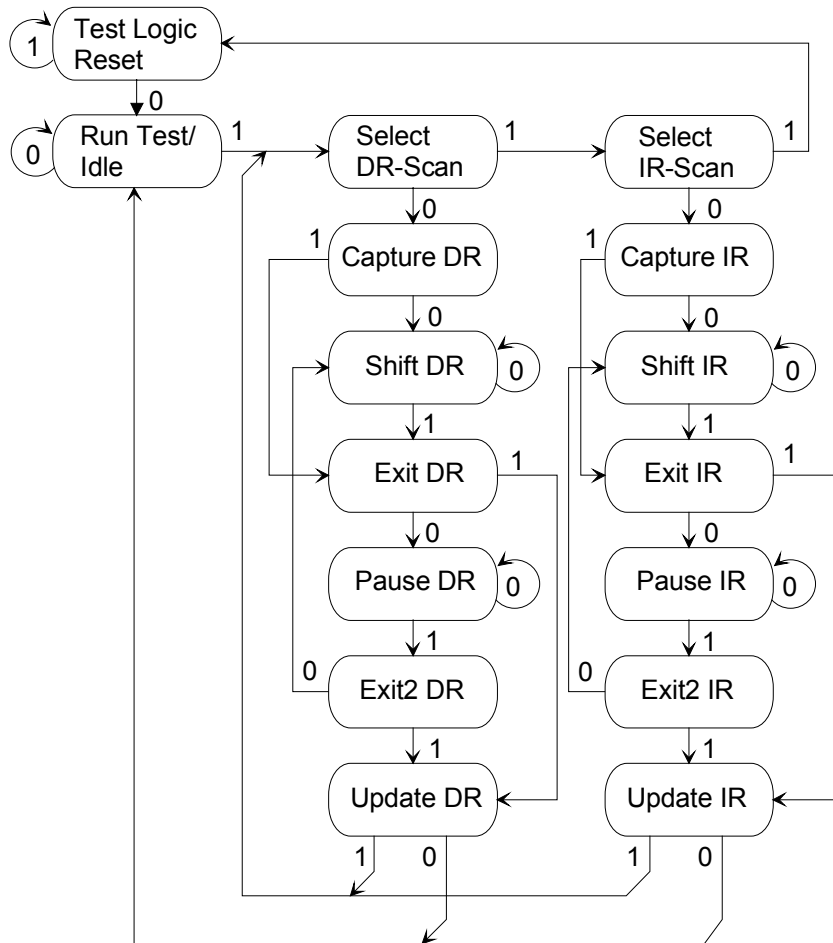 Test Logic
Reset
1
0
Run Test/
Idle
0
1
Select
DR-Scan
1
Select
IR-Scan
1
0
0
1
Capture DR
1
Capture IR
0
0
Shift DR
0
Shift IR
0
1
1
Exit DR
1
Exit IR
1
0
0
Pause DR
0
Pause IR
0
1
1
0
Exit2 DR
0
Exit2 IR
1
1
Update DR
Update IR
1
0
1
0